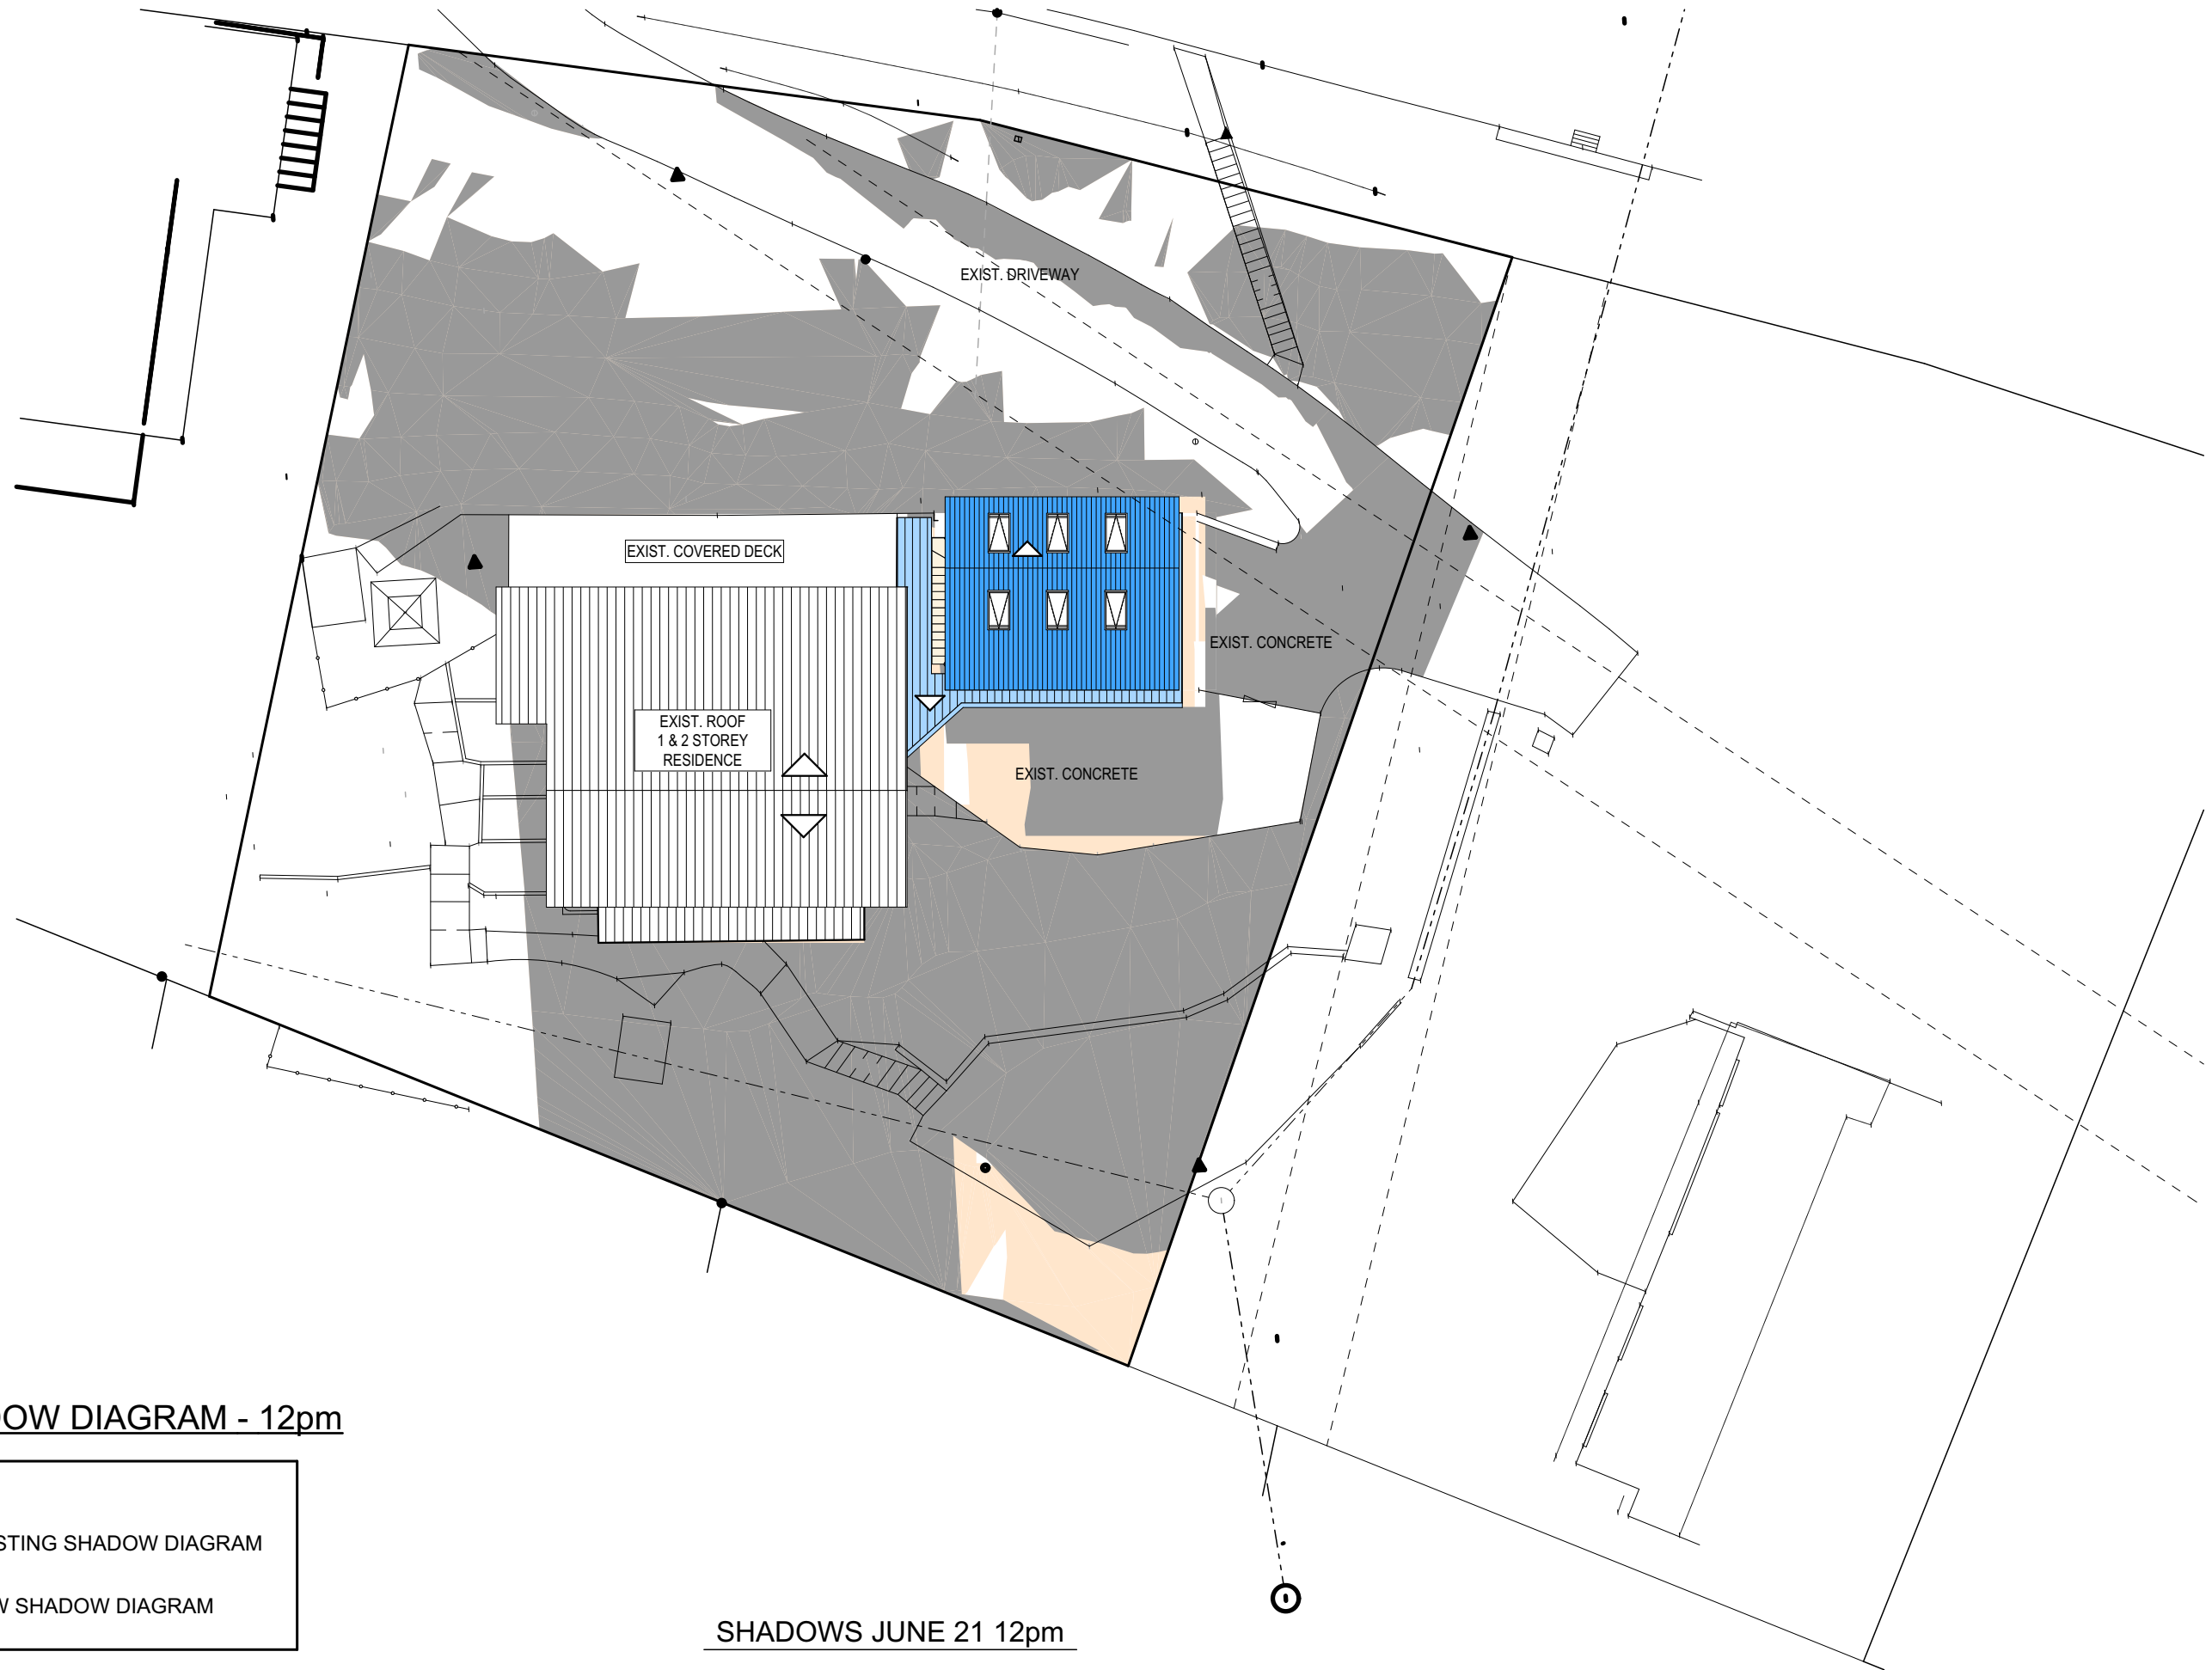 EXIST. DRIVEWAY
EXIST. COVERED DECK
EXIST. CONCRETE
EXIST. ROOF
1 & 2 STOREY
RESIDENCE
EXIST. CONCRETE
DOW DIAGRAM - 12pm
STING SHADOW DIAGRAM
W SHADOW DIAGRAM
SHADOWS JUNE 21 12pm